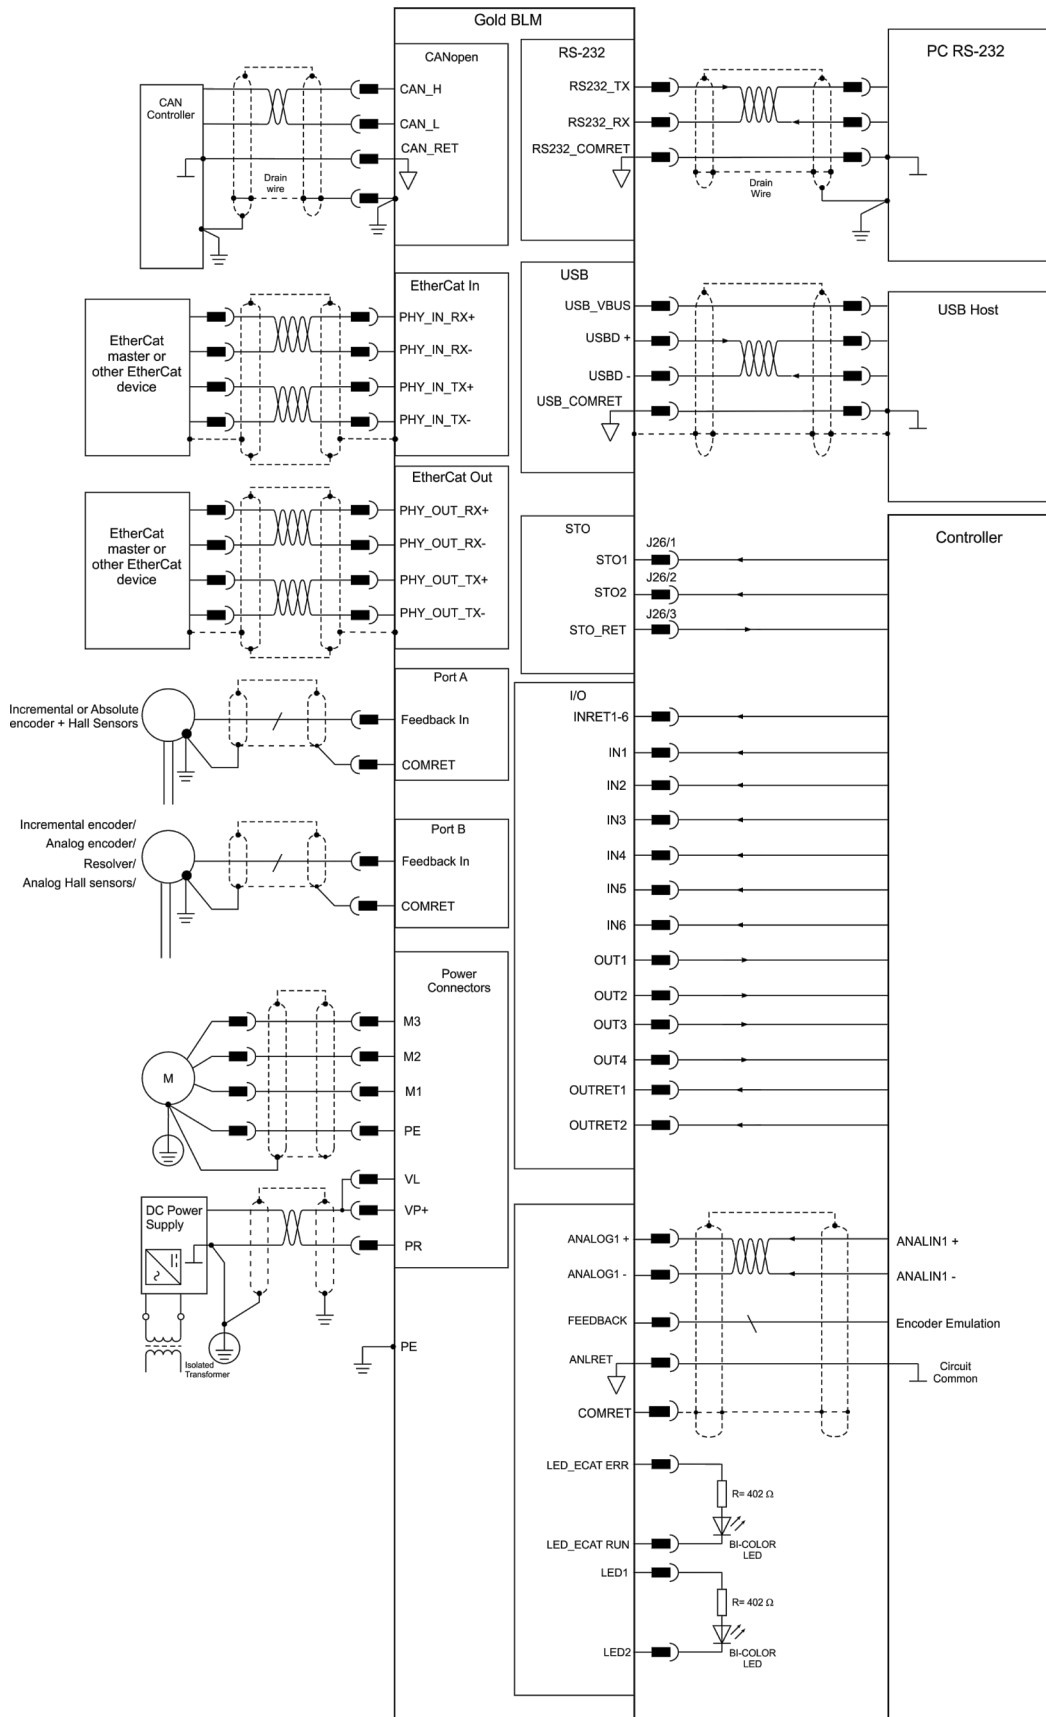 Gold BLM
CANopen
CAN
Controller
CAN_H
CAN_L
CAN_RET
Drain
wire
EtherCat In
EtherCat
master or
other EtherCat
device
PHY_IN_RX+
PHY_IN_RX-
PHY_IN_TX+
PHY_IN_TX-
EtherCat Out
EtherCat
master or
other EtherCat
device
PHY_OUT_RX+
PHY_OUT_RX-
PHY_OUT_TX+
PHY_OUT_TX-
Port A
Incremental or Absolute
encoder + Hall Sensors
Feedback In
COMRET
Port B
Incremental encoder/
Analog encoder/
Resolver/
Analog Hall sensors/
Feedback In
COMRET
Power
Connectors
M
M3
M2
M1
PE
VL
VP+
PR
DC Power
Supply
Isolated
Transformer
PE
RS-232
RS232_TX
RS232_RX
RS232_COMRET
Drain
Wire
PC RS-232
USB
USB_VBUS
USBD +
USBD -
USB_COMRET
USB Host
STO
STO1
J26/1
STO2
J26/2
STO_RET
J26/3
Controller
I/O
INRET1-6
IN1
IN2
IN3
IN4
IN5
IN6
OUT1
OUT2
OUT3
OUT4
OUTRET1
OUTRET2
ANALOG1 +
ANALOG1 -
FEEDBACK
ANLRET
COMRET
ANALIN1 +
ANALIN1 -
Encoder Emulation
Circuit
Common
LED_ECAT ERR
R= 402 Ω
LED_ECAT RUN
BI-COLOR
LED
LED1
R= 402 Ω
LED2
BI-COLOR
LED